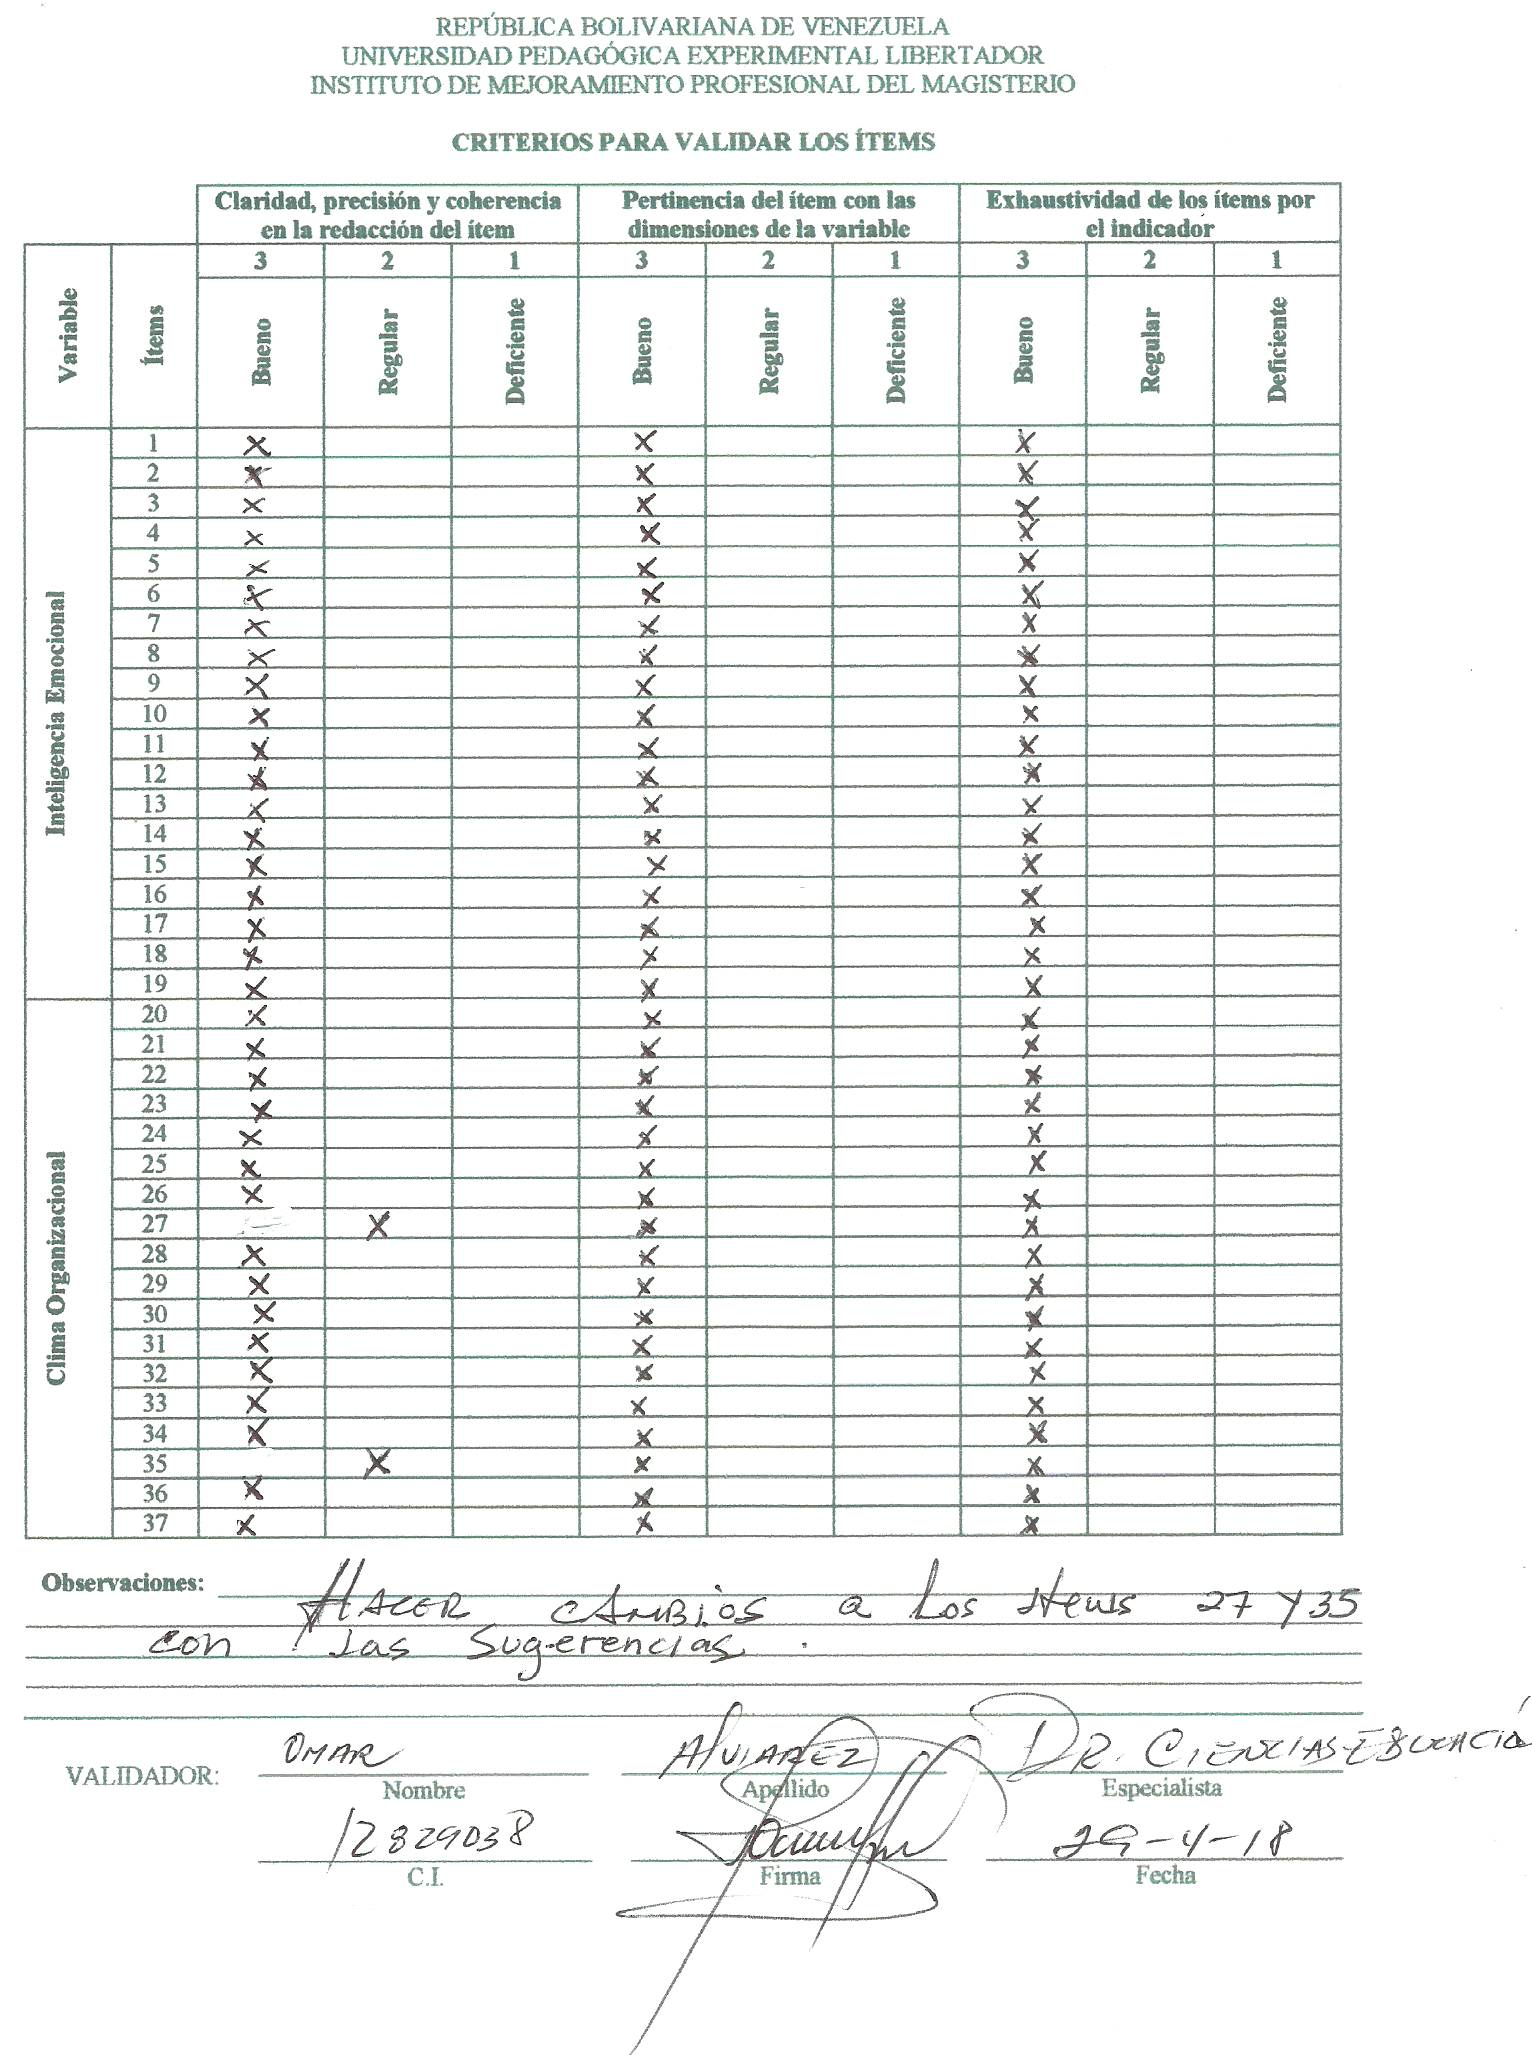 REPÚBLICA BOLIVARIANA DE VENEZUELA
UNIVERSIDAD PEDAGÓGICA EXPERIMENTAL LIBERTADOR
INSTITUTO DE MEJORAMIENTO PROFESIONAL DEL MAGISTERIO
CRITERIOS PARA VALIDAR LOS ÍTEMS
Claridad, precisión y coherencia en la redacción del ítem Pertinencia del ítem con las dimensiones de la variable Exhaustividad de los ítems por el indicador
Variable Ítems 3 2 1 3 2 1 3 2 1
Bueno Regular Deficiente Bueno Regular Deficiente Bueno Regular Deficiente
Inteligencia Emocional
1 X X X
2 X X X
3 X X X
4 X X X
5 X X X
6 X X X
7 X X X
8 X X X
9 X X X
10 X X X
11 X X X
12 X X X
13 X X X
14 X X X
15 X X X
16 X X X
17 X X X
18 X X X
19 X X X
Clima Organizacional
20 X X X
21 X X X
22 X X X
23 X X X
24 X X X
25 X X X
26 X X X
27 X X X
28 X X X
29 X X X
30 X X X
31 X X X
32 X X X
33 X X X
34 X X X
35 X X X
36 X X X
37 X X X
Observaciones: HACER CAMBIOS a Los Items 27 Y 35
con las Sugerencias.
VALIDADOR: OMAR ALVIAREZ DR. CIENCIAS EDUCACIÓ
Nombre Apellido Especialista
12829038 29-4-18
C.I. Firma Fecha